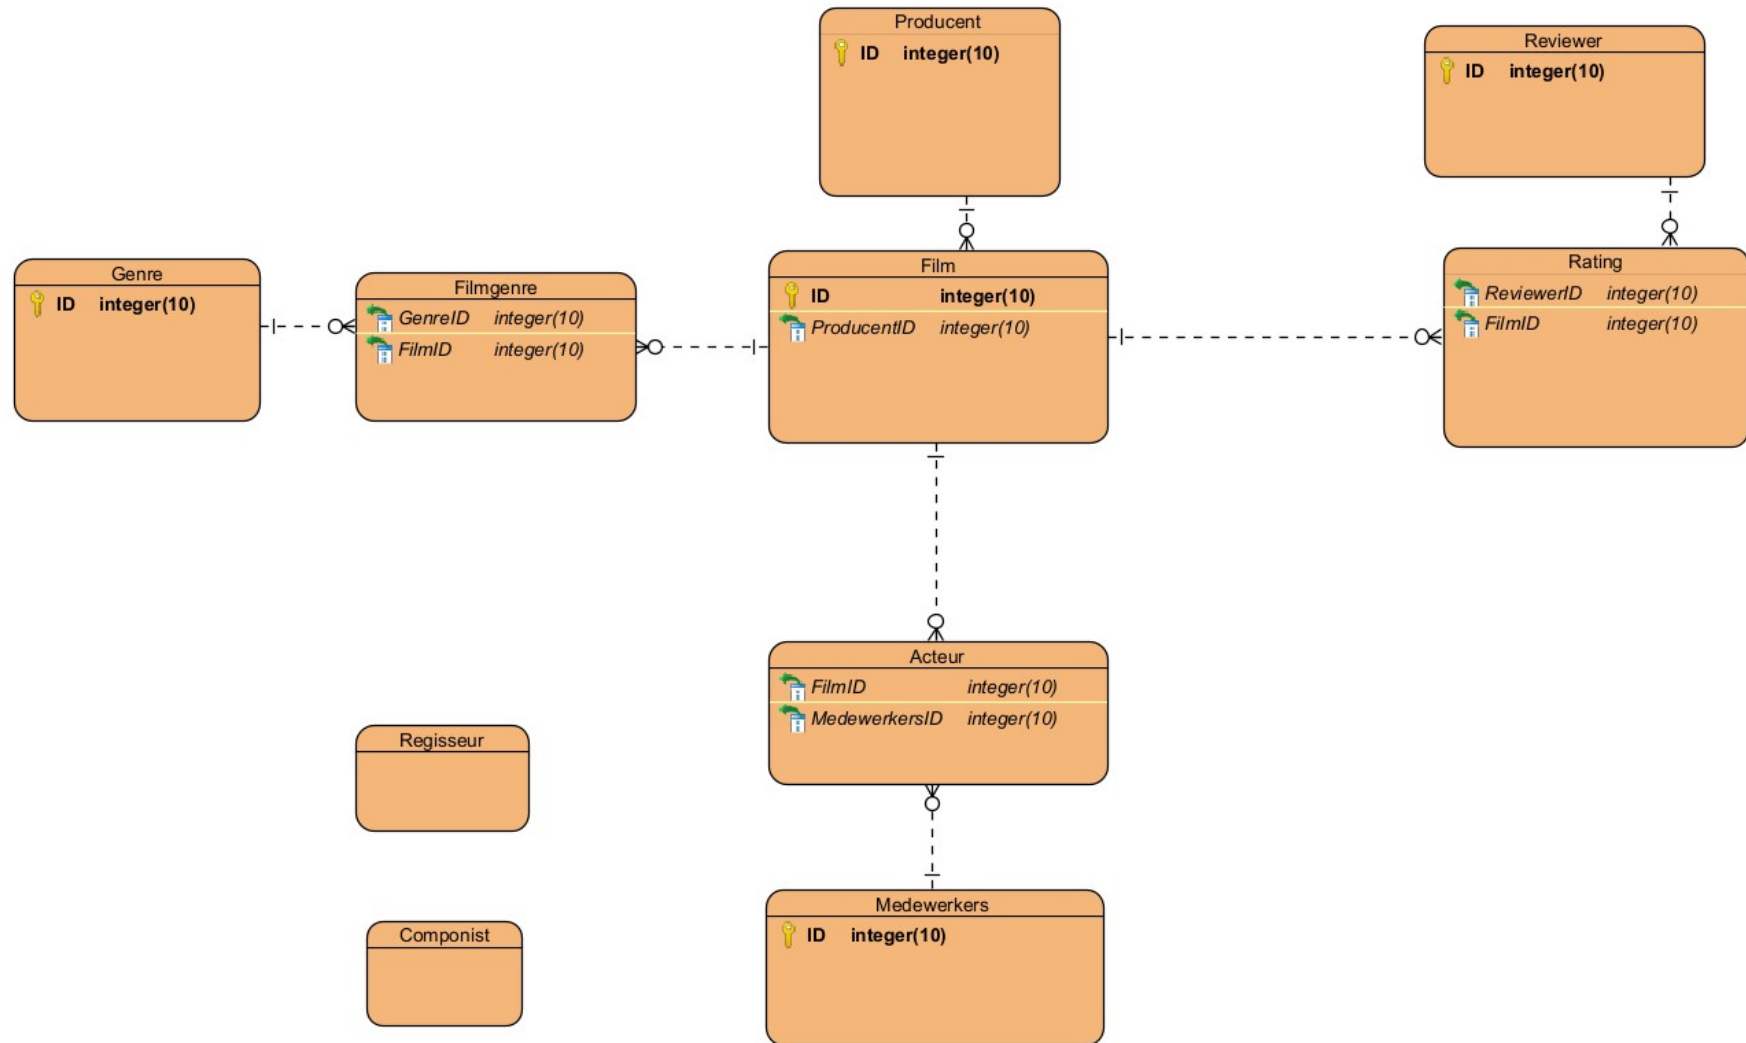 Producent
ID integer(10)
Reviewer
ID integer(10)
Genre
ID integer(10)
Filmgenre
GenreID integer(10)
FilmID integer(10)
Film
ID integer(10)
ProducentID integer(10)
Rating
ReviewerID integer(10)
FilmID integer(10)
Acteur
FilmID integer(10)
MedewerkersID integer(10)
Regisseur
Componist
Medewerkers
ID integer(10)